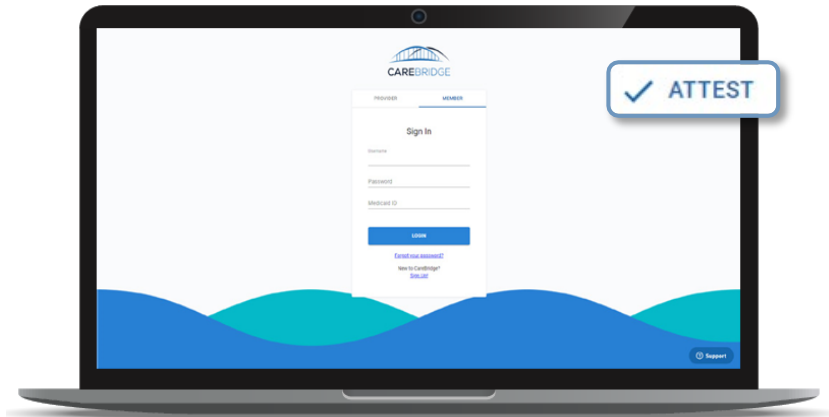 CAREBRIDGE
✓ ATTEST
PROVIDER MEMBER
Sign In
Username
Password
Medicaid ID
LOGIN
Forgot your password?
New to CareBridge?
Sign Up!
Support